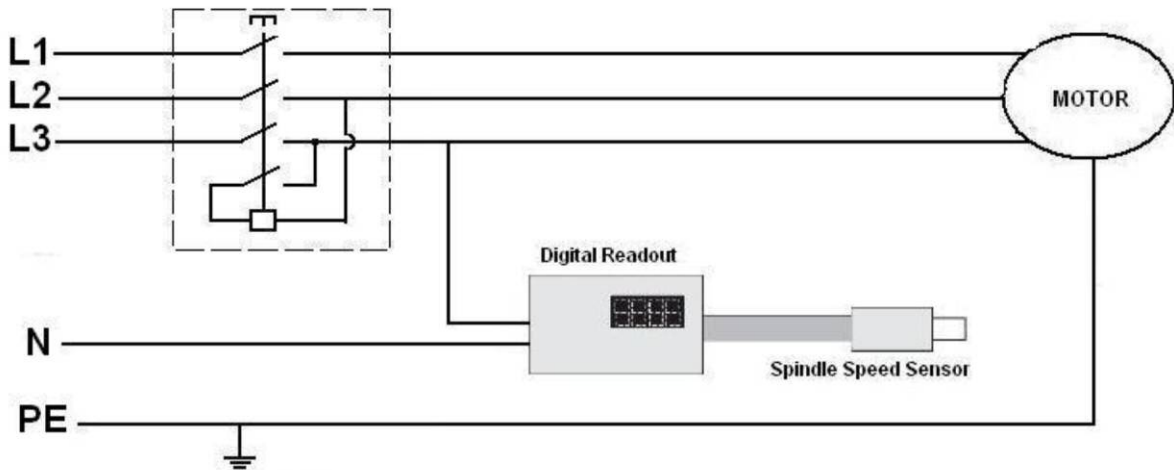 L1
L2
L3
MOTOR
Digital Readout
N
Spindle Speed Sensor
PE